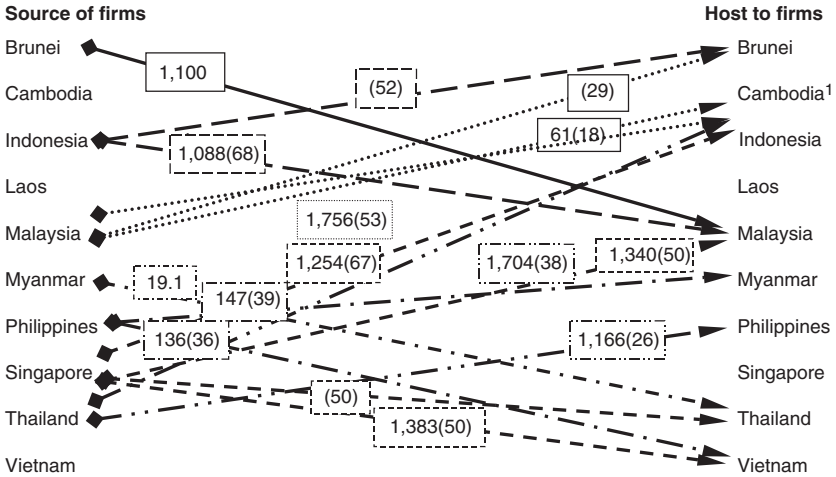 Source of firms
Host to firms
Brunei
Brunei
1,100
(52)
(29)
Cambodia
Cambodia1
61(18)
Indonesia
Indonesia
1,088(68)
Laos
Laos
1,756(53)
Malaysia
Malaysia
1,254(67)
1,704(38)
1,340(50)
Myanmar
Myanmar
19.1
147(39)
Philippines
Philippines
136(36)
1,166(26)
Singapore
Singapore
(50)
Thailand
Thailand
1,383(50)
Vietnam
Vietnam